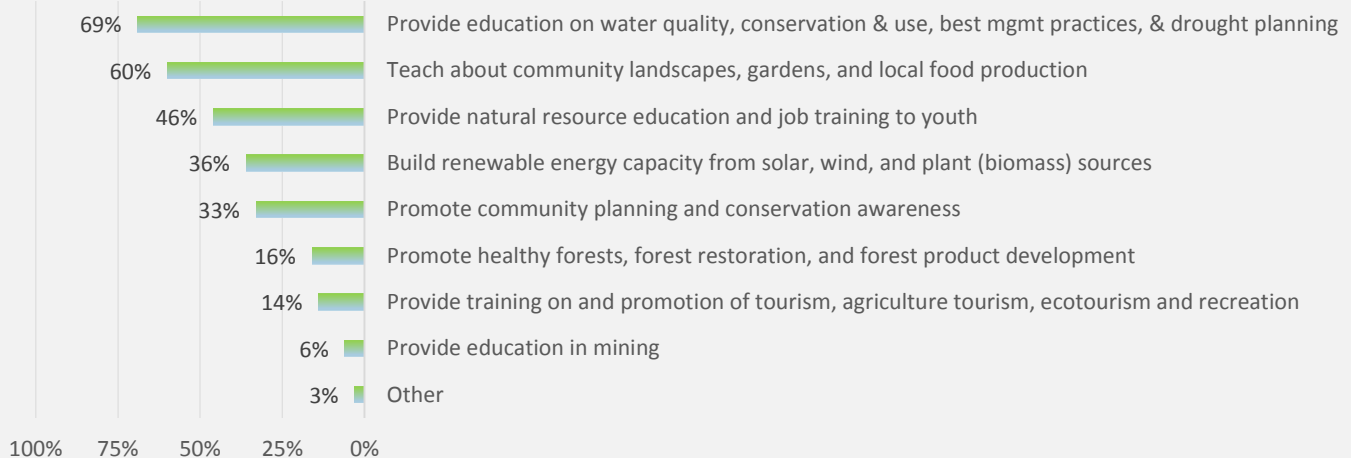 69% Provide education on water quality, conservation & use, best mgmt practices, & drought planning
60% Teach about community landscapes, gardens, and local food production
46% Provide natural resource education and job training to youth
36% Build renewable energy capacity from solar, wind, and plant (biomass) sources
33% Promote community planning and conservation awareness
16% Promote healthy forests, forest restoration, and forest product development
14% Provide training on and promotion of tourism, agriculture tourism, ecotourism and recreation
6% Provide education in mining
3% Other
100% 75% 50% 25% 0%